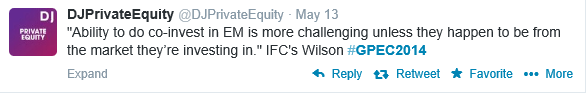 DJ
PRIVATE
EQUITY
DJPrivateEquity @DJPrivateEquity · May 13
"Ability to do co-invest in EM is more challenging unless they happen to be from
the market they're investing in." IFC's Wilson #GPEC2014
Expand Reply Retweet Favorite ••• More